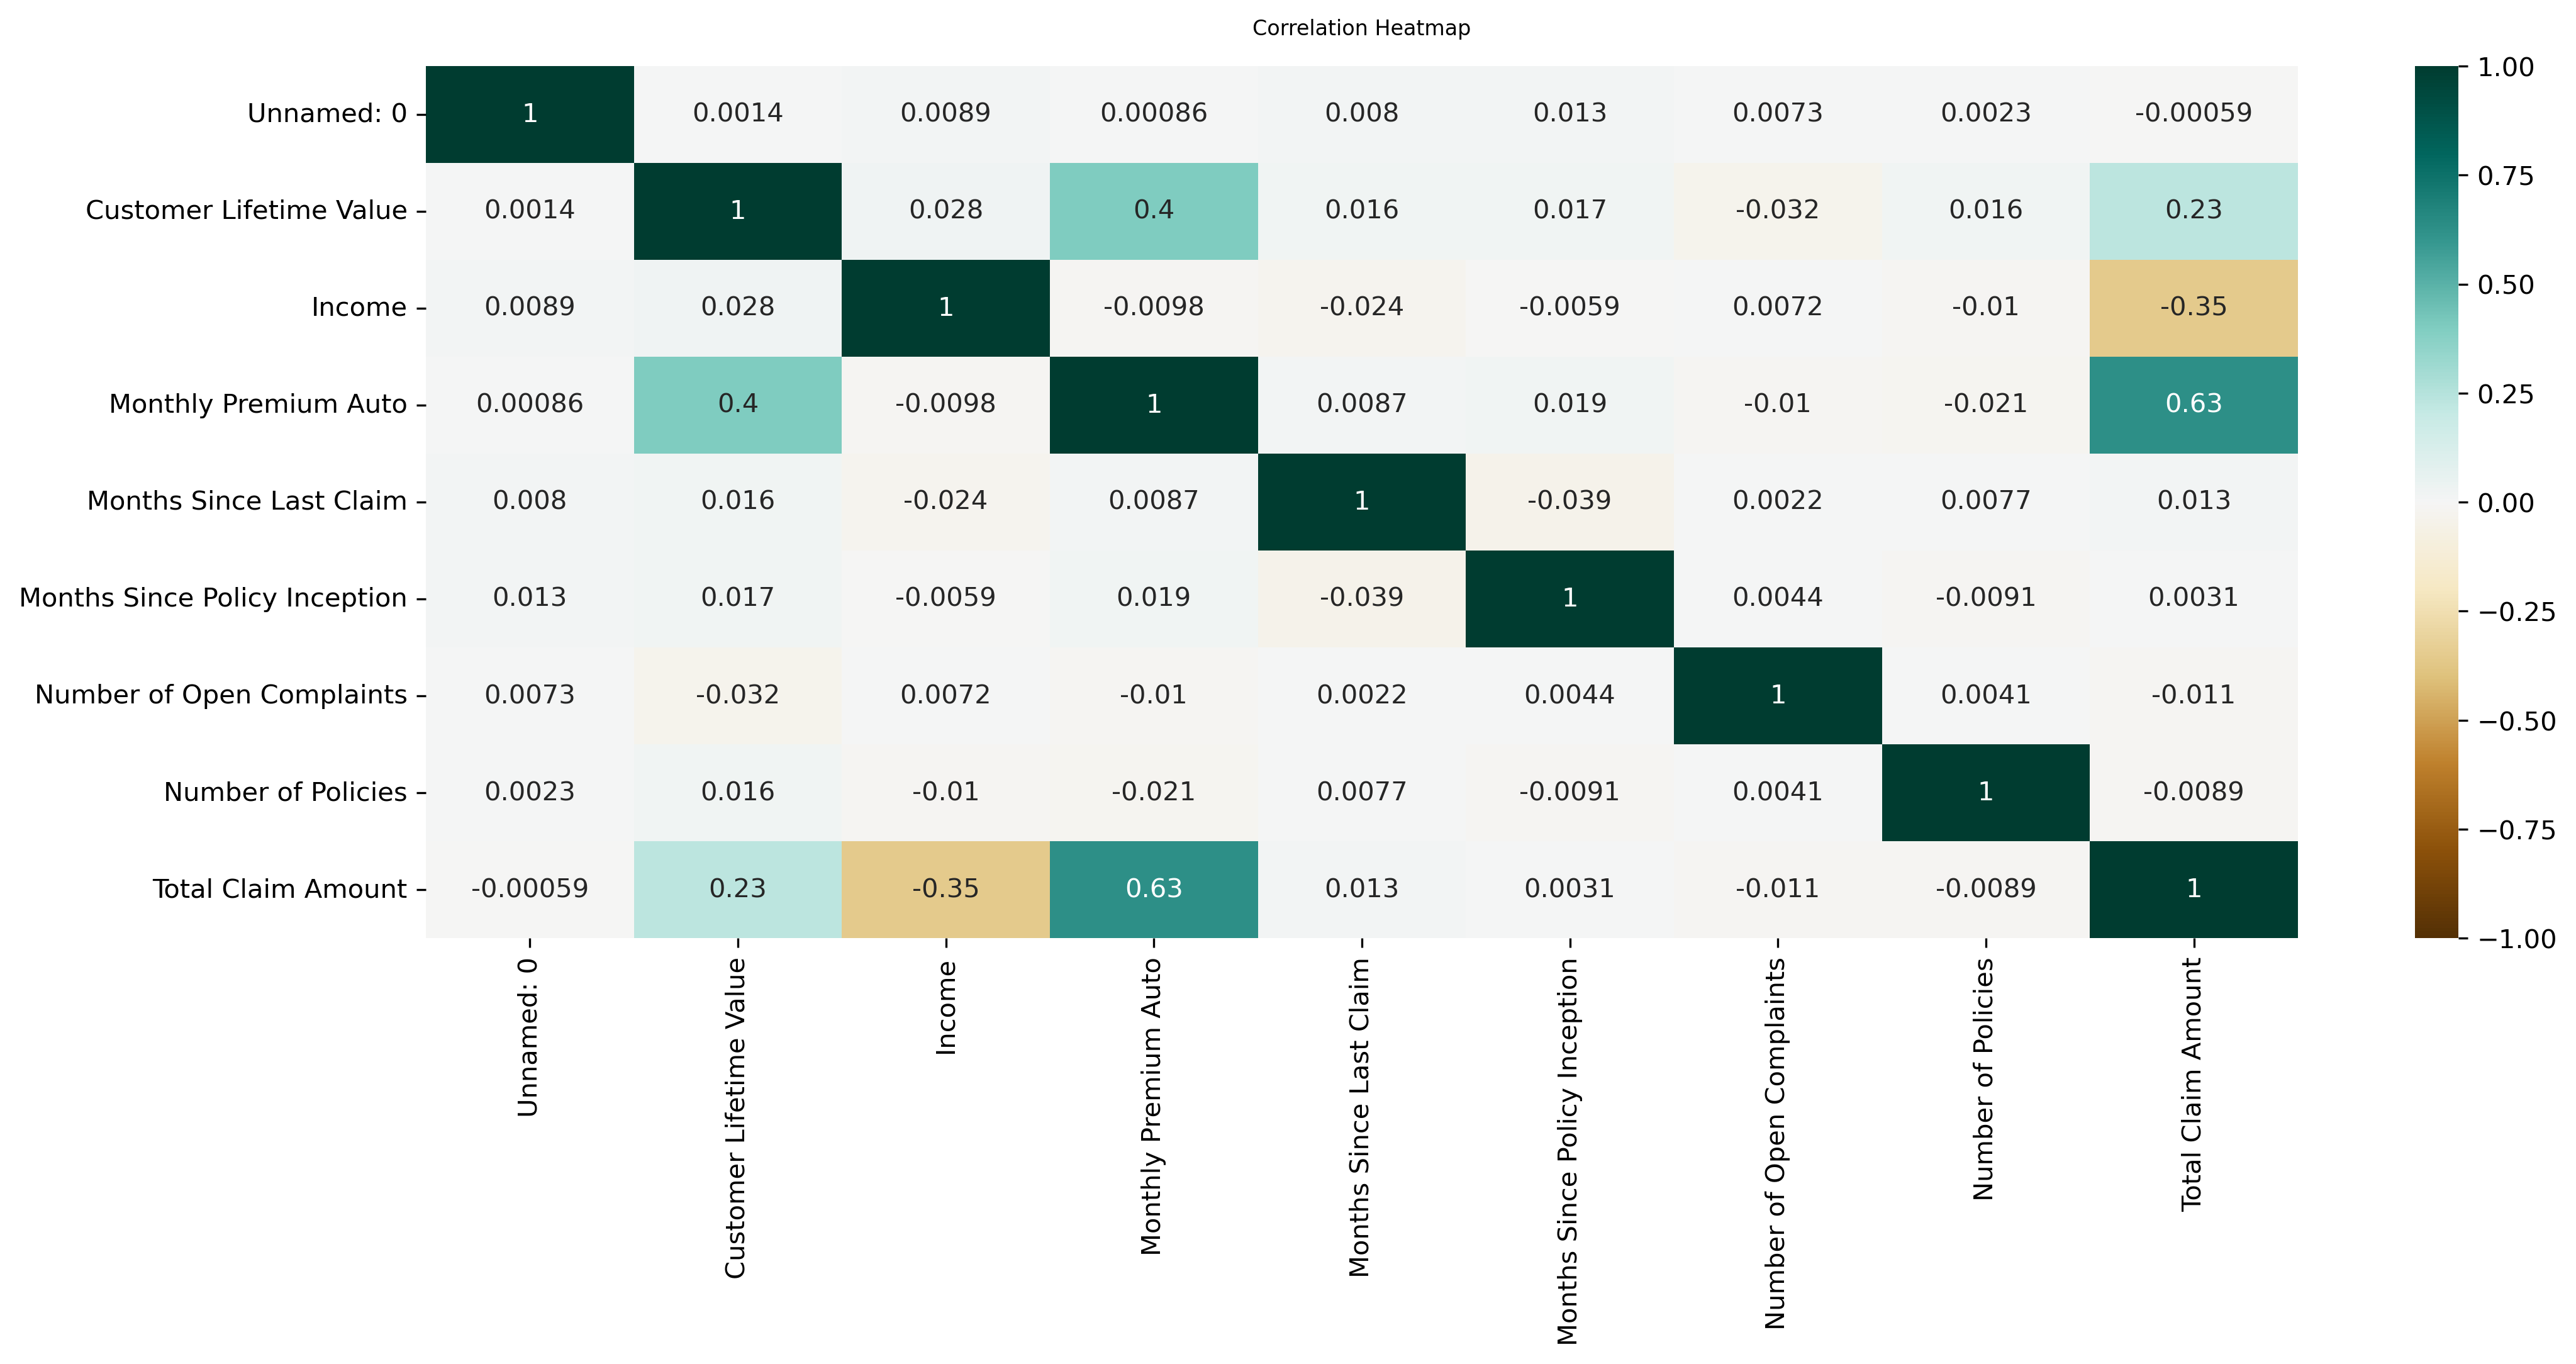 Correlation Heatmap
Unnamed: 0 1 0.0014 0.0089 0.00086 0.008 0.013 0.0073 0.0023 -0.00059
Customer Lifetime Value 0.0014 1 0.028 0.4 0.016 0.017 -0.032 0.016 0.23
Income 0.0089 0.028 1 -0.0098 -0.024 -0.0059 0.0072 -0.01 -0.35
Monthly Premium Auto 0.00086 0.4 -0.0098 1 0.0087 0.019 -0.01 -0.021 0.63
Months Since Last Claim 0.008 0.016 -0.024 0.0087 1 -0.039 0.0022 0.0077 0.013
Months Since Policy Inception 0.013 0.017 -0.0059 0.019 -0.039 1 0.0044 -0.0091 0.0031
Number of Open Complaints 0.0073 -0.032 0.0072 -0.01 0.0022 0.0044 1 0.0041 -0.011
Number of Policies 0.0023 0.016 -0.01 -0.021 0.0077 -0.0091 0.0041 1 -0.0089
Total Claim Amount -0.00059 0.23 -0.35 0.63 0.013 0.0031 -0.011 -0.0089 1
Unnamed: 0
Customer Lifetime Value
Income
Monthly Premium Auto
Months Since Last Claim
Months Since Policy Inception
Number of Open Complaints
Number of Policies
Total Claim Amount
1.00
0.75
0.50
0.25
0.00
−0.25
−0.50
−0.75
−1.00